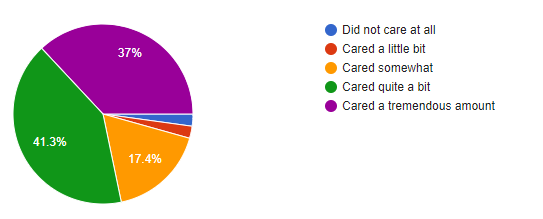 37%
41.3%
17.4%
Did not care at all
Cared a little bit
Cared somewhat
Cared quite a bit
Cared a tremendous amount